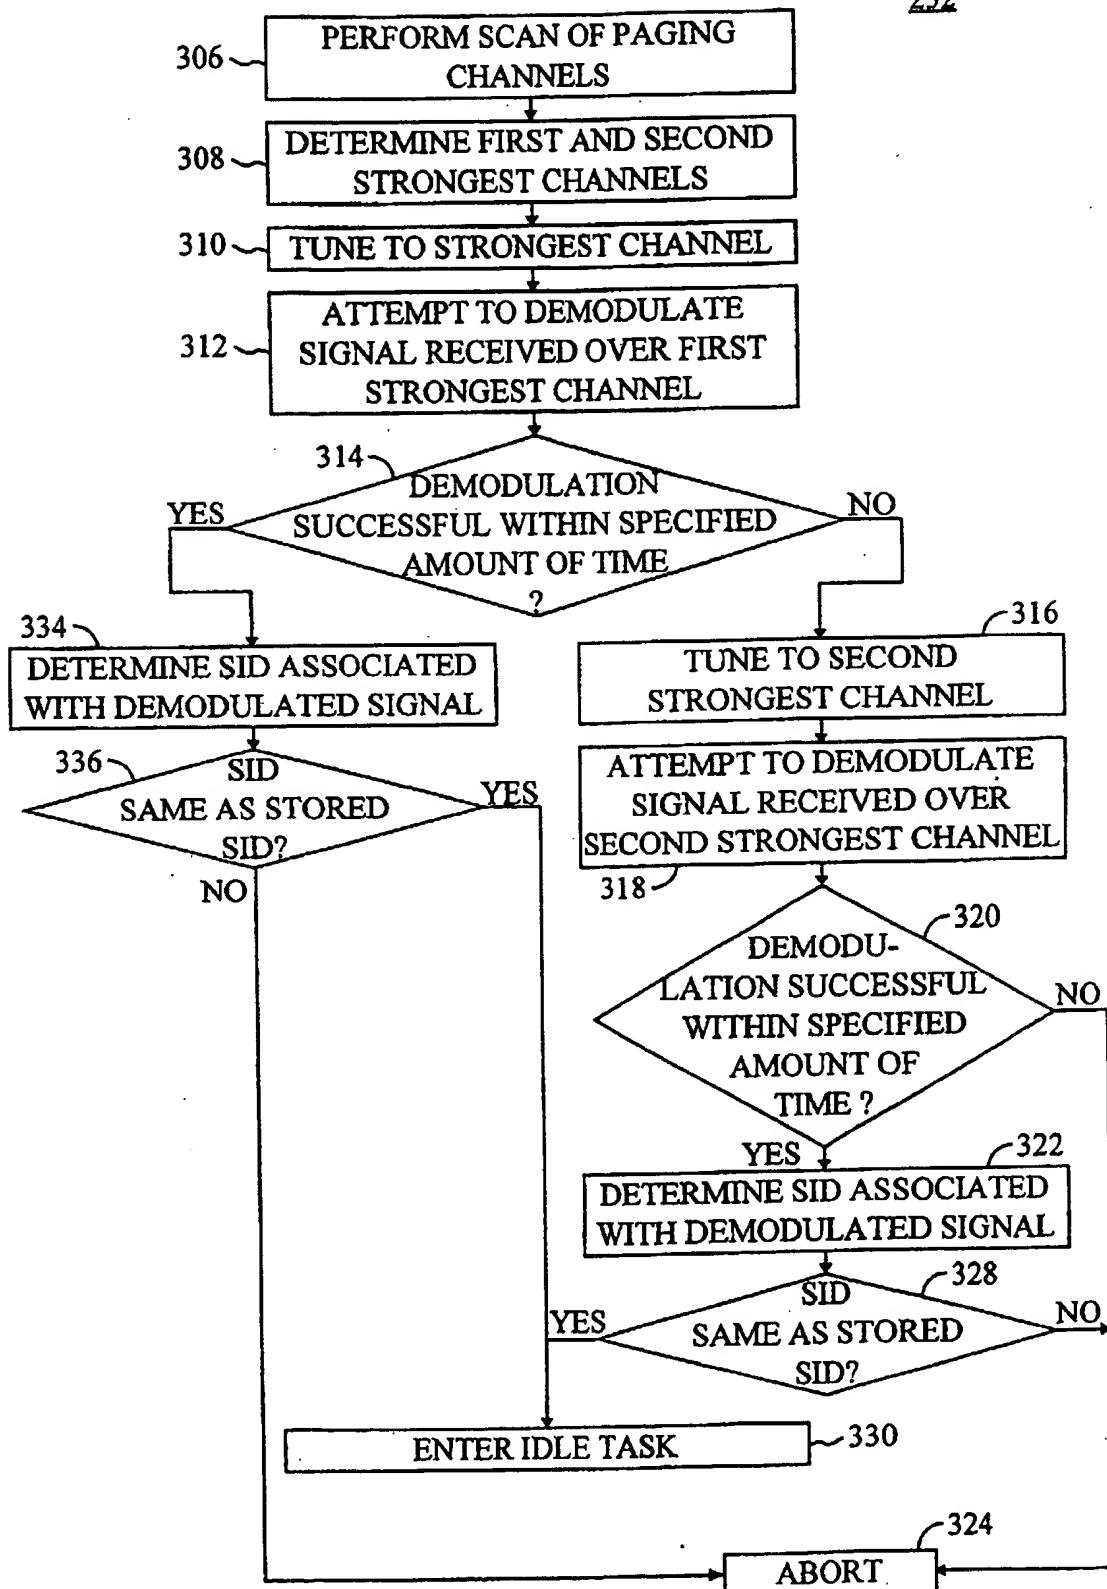 232
306
PERFORM SCAN OF PAGING
CHANNELS
308
DETERMINE FIRST AND SECOND
STRONGEST CHANNELS
310
TUNE TO STRONGEST CHANNEL
312
ATTEMPT TO DEMODULATE
SIGNAL RECEIVED OVER FIRST
STRONGEST CHANNEL
314
DEMODULATION
SUCCESSFUL WITHIN SPECIFIED
AMOUNT OF TIME
?
YES
NO
334
DETERMINE SID ASSOCIATED
WITH DEMODULATED SIGNAL
336
SID
SAME AS STORED
SID?
YES
NO
316
TUNE TO SECOND
STRONGEST CHANNEL
ATTEMPT TO DEMODULATE
SIGNAL RECEIVED OVER
SECOND STRONGEST CHANNEL
318
320
DEMODU-
LATION SUCCESSFUL
WITHIN SPECIFIED
AMOUNT OF
TIME ?
NO
YES
322
DETERMINE SID ASSOCIATED
WITH DEMODULATED SIGNAL
328
SID
SAME AS STORED
SID?
YES
NO
ENTER IDLE TASK
330
324
ABORT